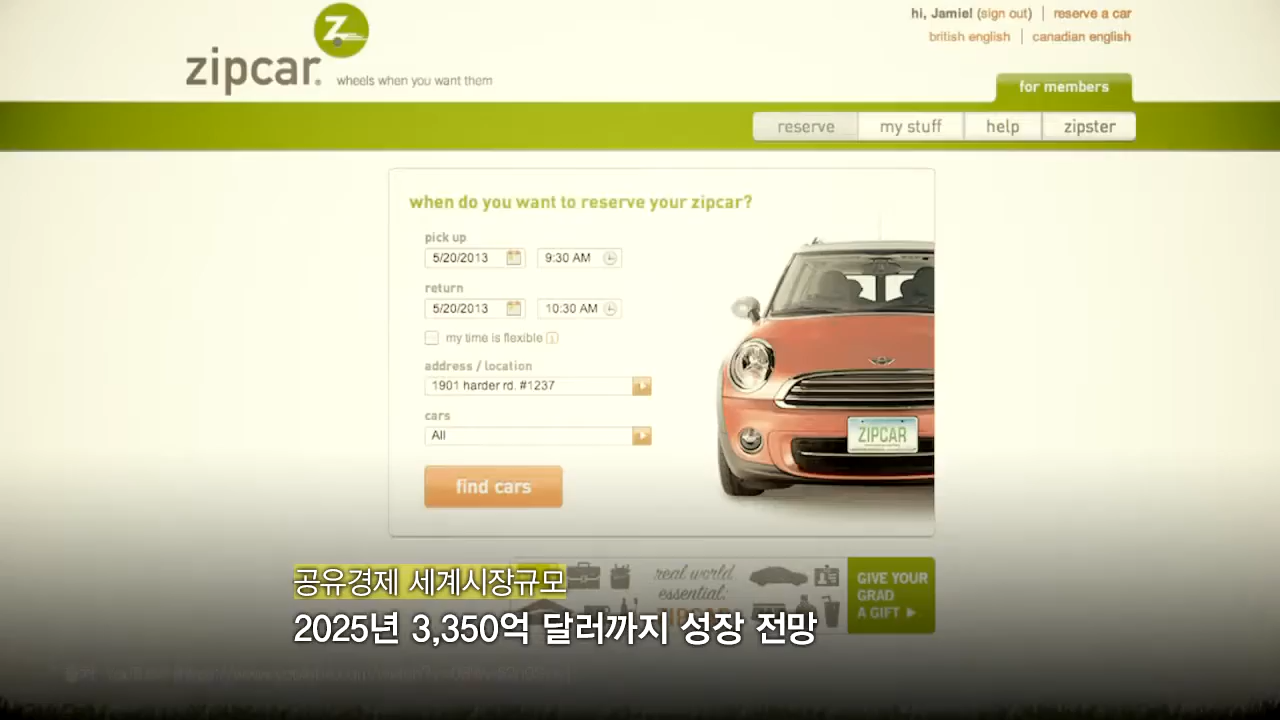 hi, Jamie! (sign out) | reserve a car
british english | canadian english
zipcar. wheels when you want them
for members
reserve my stuff help zipster
when do you want to reserve your zipcar?
pick up
5/20/2013 9:30 AM
return
5/20/2013 10:30 AM
my time is flexible
address / location
1901 harder rd. #1237
cars
All
ZIPCAR
find cars
real world
essential:
GIVE YOUR
GRAD
A GIFT
공유경제 세계시장규모
2025년 3,350억 달러까지 성장 전망